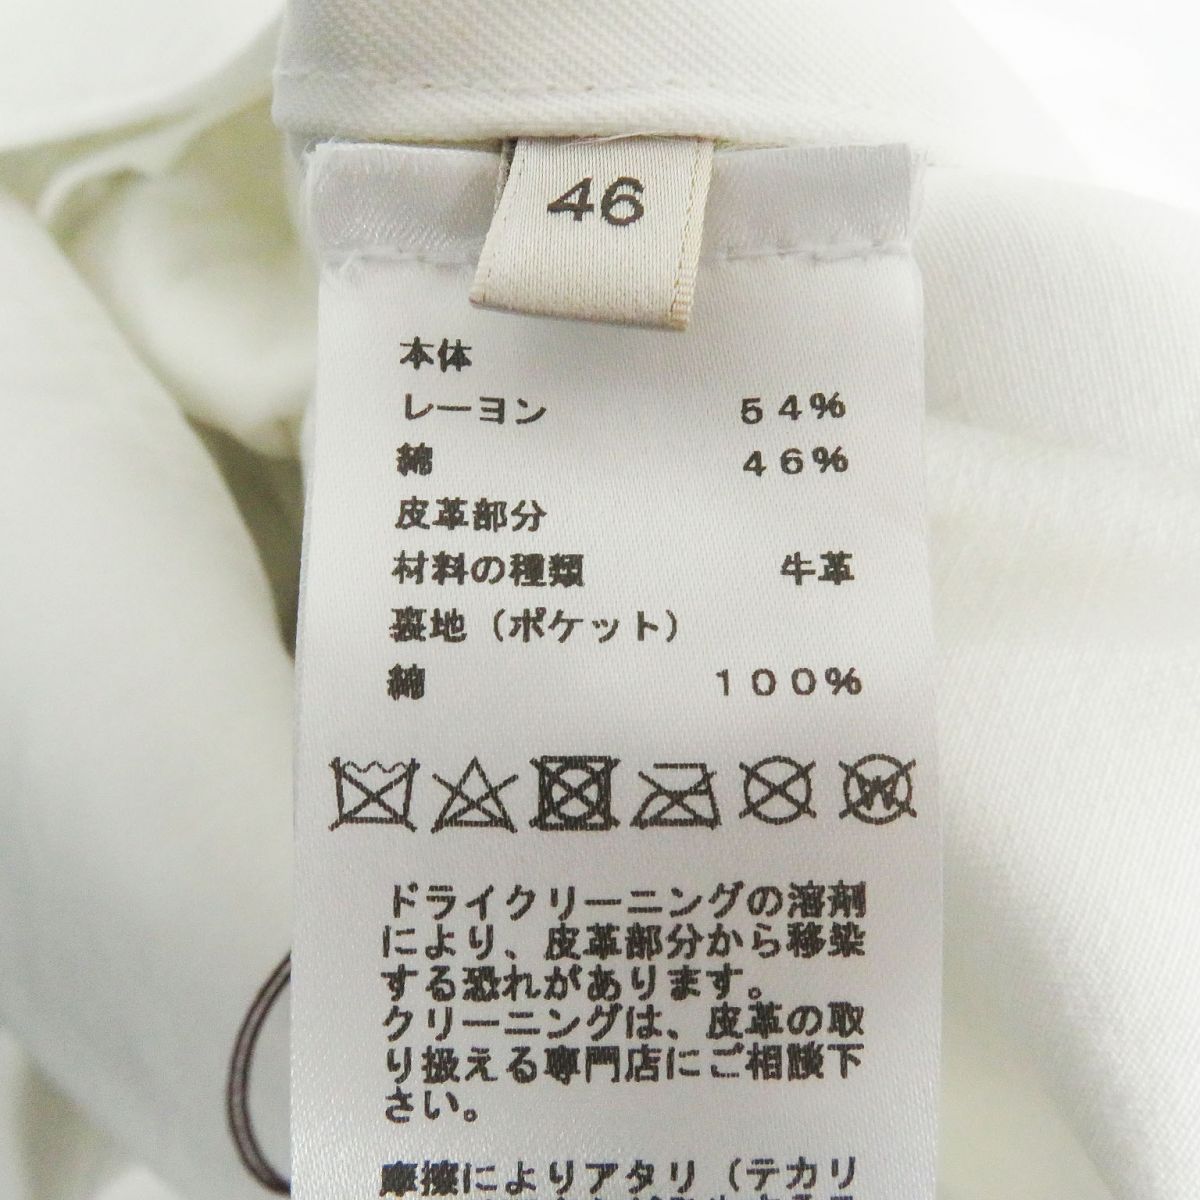 46
本体
レーヨン 54%
綿 46%
皮革部分
材料の種類 牛革
裏地（ポケット）
綿 100%
W
ドライクリーニングの溶剤
により、皮革部分から移染
する恐れがあります。
クリーニングは、皮革の取
り扱える専門店にご相談下
さい。
摩擦によりアタリ（テカリ